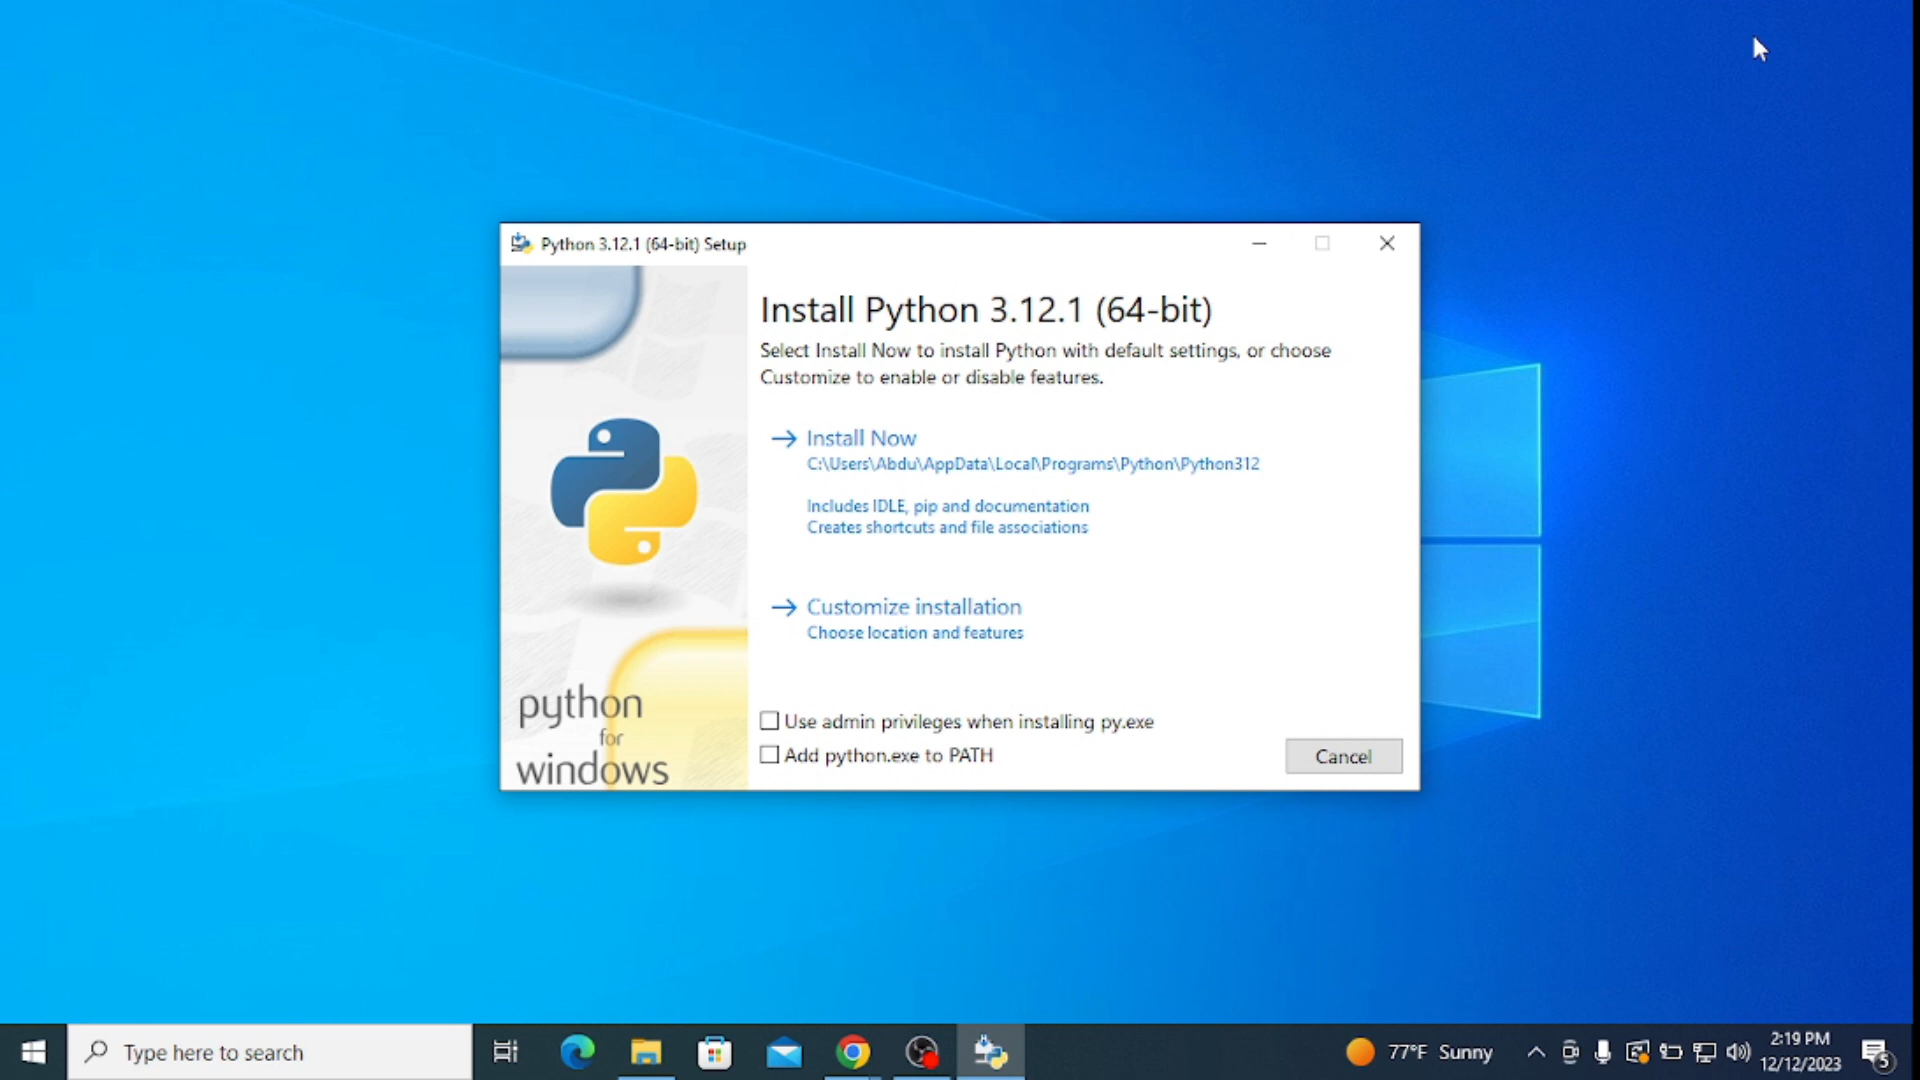 Python 3.12.1 (64-bit) Setup
Install Python 3.12.1 (64-bit)
Select Install Now to install Python with default settings, or choose
Customize to enable or disable features.
Install Now
C:\Users\Abdu\AppData\Local\Programs\Python\Python312
Includes IDLE, pip and documentation
Creates shortcuts and file associations
Customize installation
Choose location and features
python
for
windows
Use admin privileges when installing py.exe
Add python.exe to PATH
Cancel
Type here to search
77°F Sunny
2:19 PM
12/12/2023
5